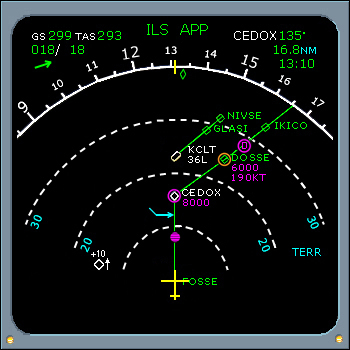 ILS APP
GS 299 TAS 293
CEDOX 135°
018/ 18
16.8NM
13:10
9 10 11 12 13 14 15 16 17
NIVSE
GLASI
IKICO
KCLT
36L
DOSSE
6000
190KT
CEDOX
8000
30 30
20 20
TERR
+10
FOSSE